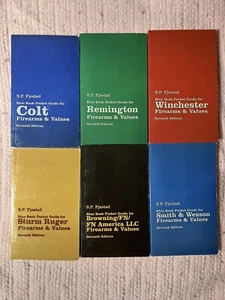 S.P. Fjestad
Blue Book Pocket Guide for
Colt
Firearms & Values
Seventh Edition
S.P. Fjestad
Blue Book Pocket Guide for
Remington
Firearms & Values
Seventh Edition
S.P. Fjestad
Blue Book Pocket Guide for
Winchester
Firearms & Values
Seventh Edition
S.P. Fjestad
Blue Book Pocket Guide for
Sturm Ruger
Firearms & Values
Seventh Edition
S.P. Fjestad
Blue Book Pocket Guide for
Browning/FN/
FN America LLC
Firearms & Values
Seventh Edition
S.P. Fjestad
Blue Book Pocket Guide for
Smith & Wesson
Firearms & Values
Seventh Edition